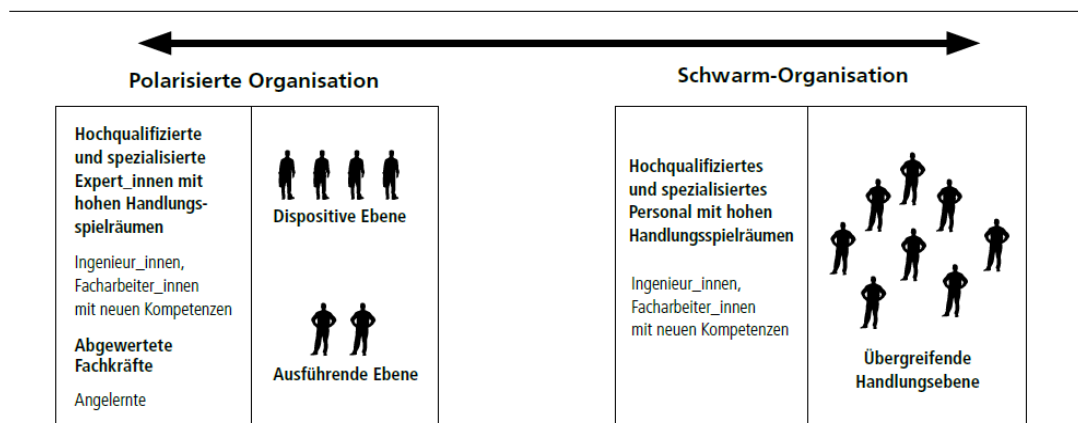 Polarisierte Organisation
Hochqualifizierte
und spezialisierte
Expert_innen mit
hohen Handlungs-
spielräumen
Ingenieur_innen,
Facharbeiter_innen
mit neuen Kompetenzen
Abgewertete
Fachkräfte
Angelernte
Dispositive Ebene
Ausführende Ebene
Schwarm-Organisation
Hochqualifiziertes
und spezialisiertes
Personal mit hohen
Handlungsspielräumen
Ingenieur_innen,
Facharbeiter_innen
mit neuen Kompetenzen
Übergreifende
Handlungsebene